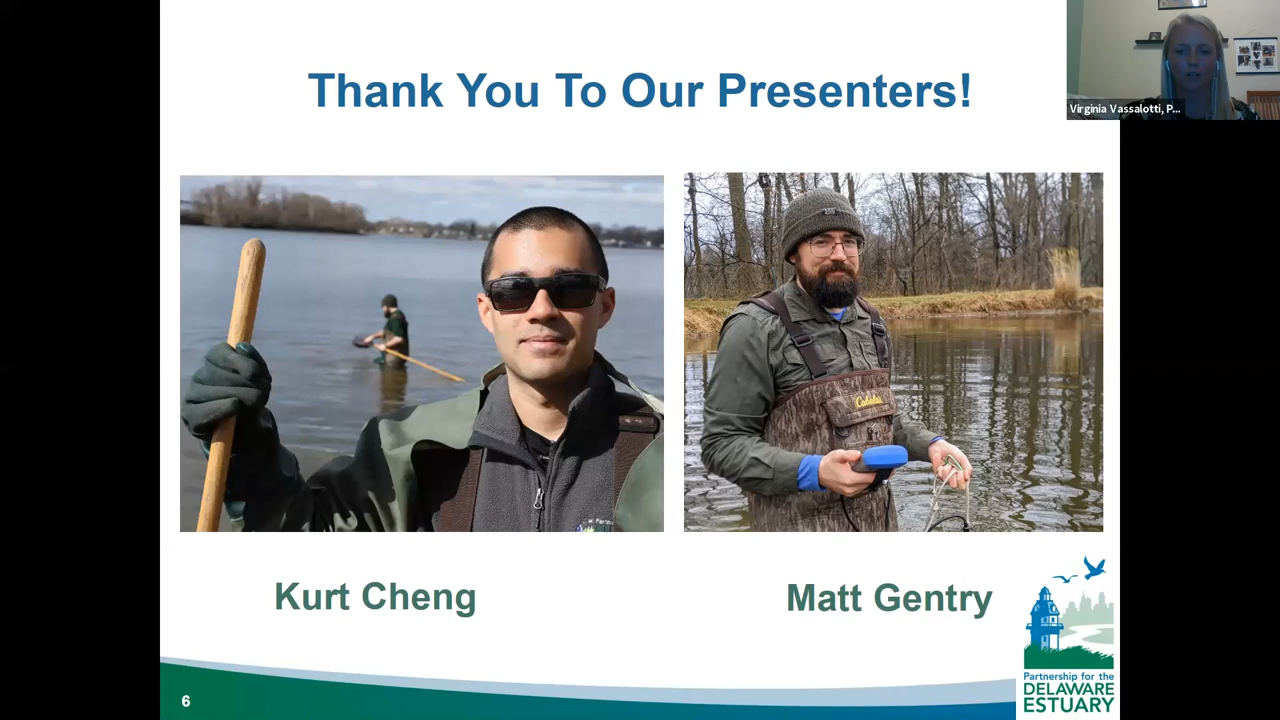 Thank You To Our Presenters!
Virginia Vassalotti, P...
Cabela's
Kurt Cheng
Matt Gentry
Partnership for the
DELAWARE
ESTUARY
6